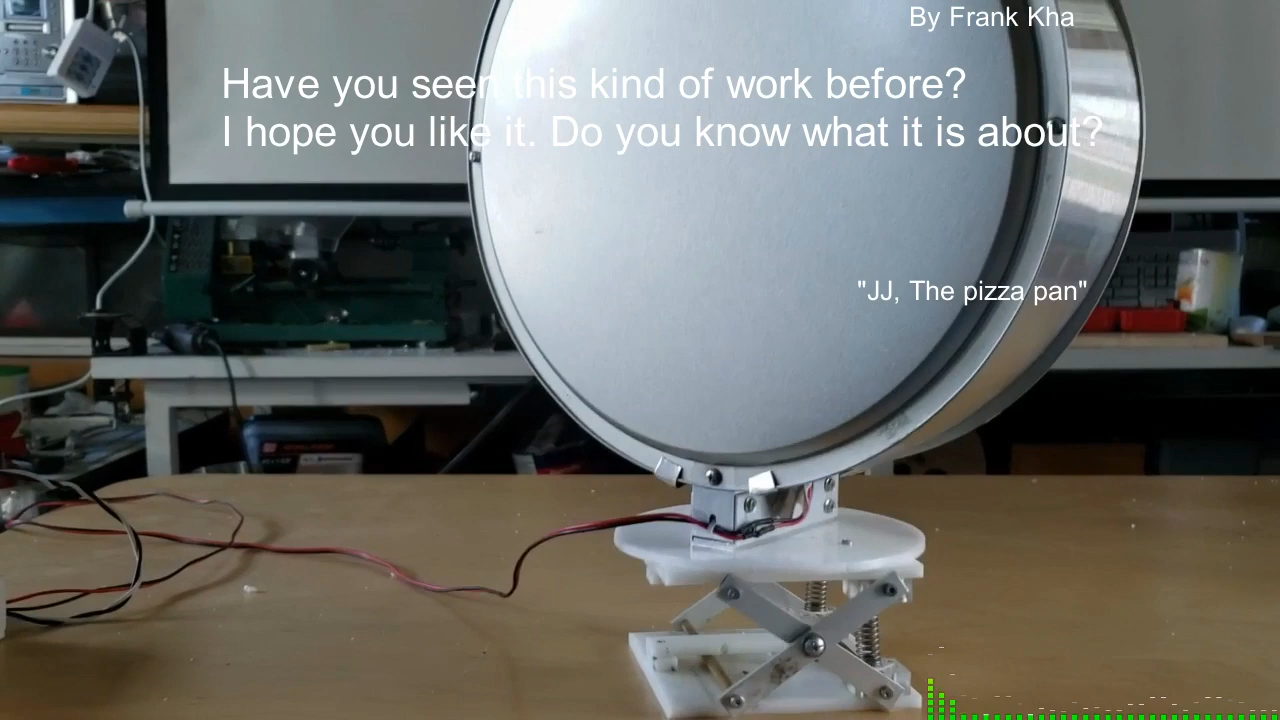 By Frank Kha
Have you seen this kind of work before?
I hope you like it. Do you know what it is about?
"JJ, The pizza pan"